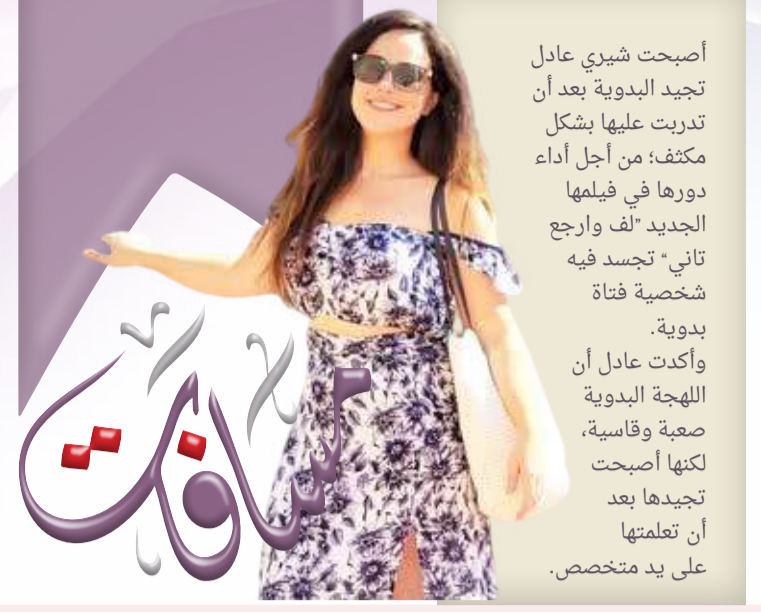 أصبحت شيري عادل
تجيد البدوية بعد أن
تدربت عليها بشكل
مكثف؛ من أجل أداء
دورها في فيلمها
الجديد "لف وارجع
تاني" تجسد فيه
شخصية فتاة
بدوية.
وأكدت عادل أن
اللهجة البدوية
صعبة وقاسية،
لكنها أصبحت
تجيدها بعد
أن تعلمتها
على يد متخصص.